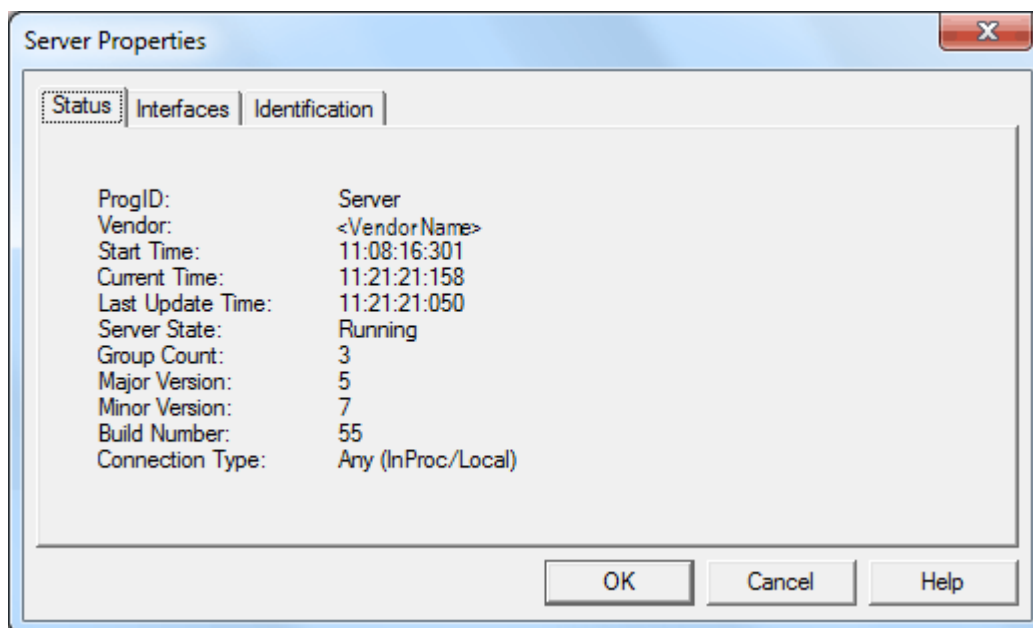 Server Properties
Status Interfaces Identification
ProgID: Server
Vendor: <VendorName>
Start Time: 11:08:16:301
Current Time: 11:21:21:158
Last Update Time: 11:21:21:050
Server State: Running
Group Count: 3
Major Version: 5
Minor Version: 7
Build Number: 55
Connection Type: Any (InProc/Local)
OK Cancel Help